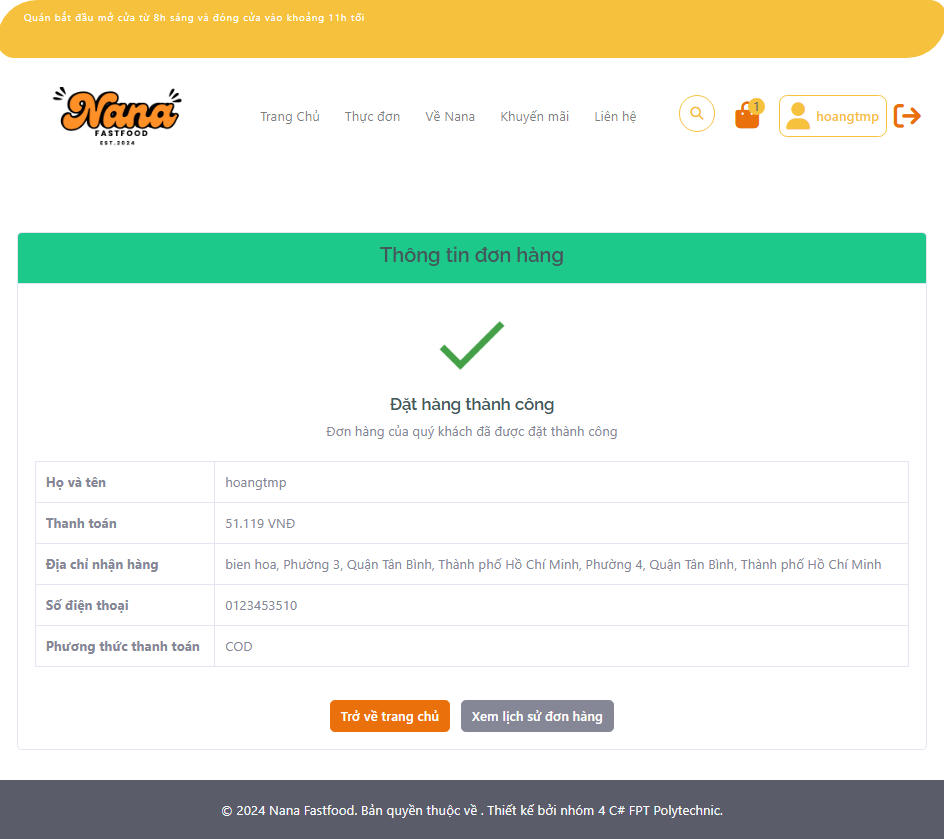 Quán bắt đầu mở cửa từ 8h sáng và đóng cửa vào khoảng 11h tối
Nana
FASTFOOD
EST.2024
Trang Chủ Thực đơn Về Nana Khuyến mãi Liên hệ 1 hoangtmp
Thông tin đơn hàng
Đặt hàng thành công
Đơn hàng của quý khách đã được đặt thành công
Họ và tên hoangtmp
Thanh toán 51.119 VNĐ
Địa chỉ nhận hàng bien hoa, Phường 3, Quận Tân Bình, Thành phố Hồ Chí Minh, Phường 4, Quận Tân Bình, Thành phố Hồ Chí Minh
Số điện thoại 0123453510
Phương thức thanh toán COD
Trở về trang chủ Xem lịch sử đơn hàng
© 2024 Nana Fastfood. Bản quyền thuộc về . Thiết kế bởi nhóm 4 C# FPT Polytechnic.